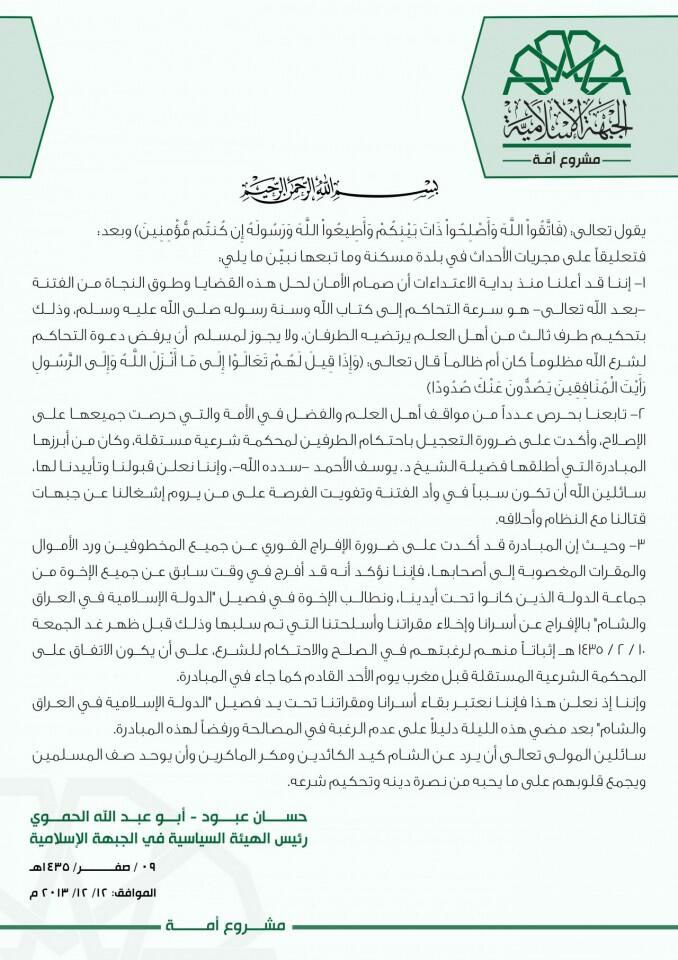 الجبهة الإسلامية
مشروع أمّة
بسم الله الرحمن الرحيم
يقول تعالى: (فَاتَّقُواْ اللَّهَ وَأَصْلِحُواْ ذَاتَ بَيْنِكُمْ وَأَطِيعُواْ اللَّهَ وَرَسُولَهُ إِن كُنتُم مُّؤْمِنِينَ) وبعد:
فتعليقاً على مجريات الأحداث في بلدة مسكنة وما تبعها نبيّن ما يلي:
١- إننا قد أعلنا منذ بداية الاعتداءات أن صمام الأمان لحل هذه القضايا وطوق النجاة من الفتنة
-بعد الله تعالى- هو سرعة التحاكم إلى كتاب الله وسنة رسوله صلى الله عليه وسلم، وذلك
بتحكيم طرف ثالث من أهل العلم يرتضيه الطرفان، ولا يجوز لمسلم أن يرفض دعوة التحاكم
لشرع الله مظلوماً كان أم ظالماً قال تعالى: (وَإِذَا قِيلَ لَهُمْ تَعَالَوْا إِلَى مَا أَنْزَلَ اللَّهُ وَإِلَى الرَّسُولِ
رَأَيْتَ الْمُنَافِقِينَ يَصُدُّونَ عَنْكَ صُدُودًا)
٢- تابعنا بحرص عدداً من مواقف أهل العلم والفضل في الأمة والتي حرصت جميعها على
الإصلاح، وأكدت على ضرورة التعجيل باحتكام الطرفين لمحكمة شرعية مستقلة، وكان من أبرزها
المبادرة التي أطلقها فضيلة الشيخ د. يوسف الأحمد -سدده الله-، وإننا نعلن قبولنا وتأييدنا لها،
سائلين الله أن تكون سبباً في وأد الفتنة وتفويت الفرصة على من يروم إشغالنا عن جبهات
قتالنا مع النظام وأحلافه.
٣- وحيث إن المبادرة قد أكدت على ضرورة الإفراج الفوري عن جميع المخطوفين ورد الأموال
والمقرات المغصوبة إلى أصحابها، فإننا نؤكد أنه قد أفرج في وقت سابق عن جميع الإخوة من
جماعة الدولة الذين كانوا تحت أيدينا، ونطالب الإخوة في فصيل "الدولة الإسلامية في العراق
والشام" بالإفراج عن أسرانا وإخلاء مقراتنا وأسلحتنا التي تم سلبها وذلك قبل ظهر غد الجمعة
١٠ / ٢ / ١٤٣٥ هـ إثباتاً منهم لرغبتهم في الصلح والاحتكام للشرع، على أن يكون الاتفاق على
المحكمة الشرعية المستقلة قبل مغرب يوم الأحد القادم كما جاء في المبادرة.
وإننا إذ نعلن هذا فإننا نعتبر بقاء أسرانا ومقراتنا تحت يد فصيل "الدولة الإسلامية في العراق
والشام" بعد مضي هذه الليلة دليلاً على عدم الرغبة في المصالحة ورفضاً لهذه المبادرة.
سائلين المولى تعالى أن يرد عن الشام كيد الكائدين ومكر الماكرين وأن يوحد صف المسلمين
ويجمع قلوبهم على ما يحبه من نصرة دينه وتحكيم شرعه.
حسان عبود - أبو عبد الله الحموي
رئيس الهيئة السياسية في الجبهة الإسلامية
٠٩ / صفر/ ١٤٣٥هـ
الموافق: ١٢/ ١٢/ ٢٠١٣ م
مشروع أمة